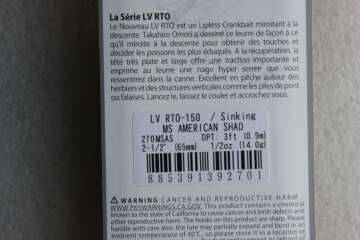 La Série LV RTO
Le Nouveau LV RTO est un Lipless Crankbait miroitant à la
descente. Takahiro Omori a dessiné ce leurre de façon à ce
qu'il miroite à la descente pour obtenir des touches et
décider les poissons les plus éduqués. A la récupération, la
tête très plate et large offre une traction importante et
imprime au leurre une nage hyper serrée que vous
ressentirez dans la canne. Excellent en pêche autour des
herbiers et des structures verticales comme les piles de pont
ou falaises. Lancez le, laissez le couler et accrochez vous.
LV RTO-150 / Sinking
MS AMERICAN SHAD
270MSAS DPT: 3ft (0.9m)
2-1/2' (65mm) 1/2oz (14.0g)
8853913927O1
WARNING CANCER AND REPRODUCTIVE HARM
WWW.P65WARNINGS.CA.GOV. This product contains a chemical
known to the state of California to cause cancer and birth defects or
other reproductive harm. The hooks on this product are sharp. Please
handle with care, the lure may partially expand and burst in an
ambient temperature of 40°C, so please store it in a location